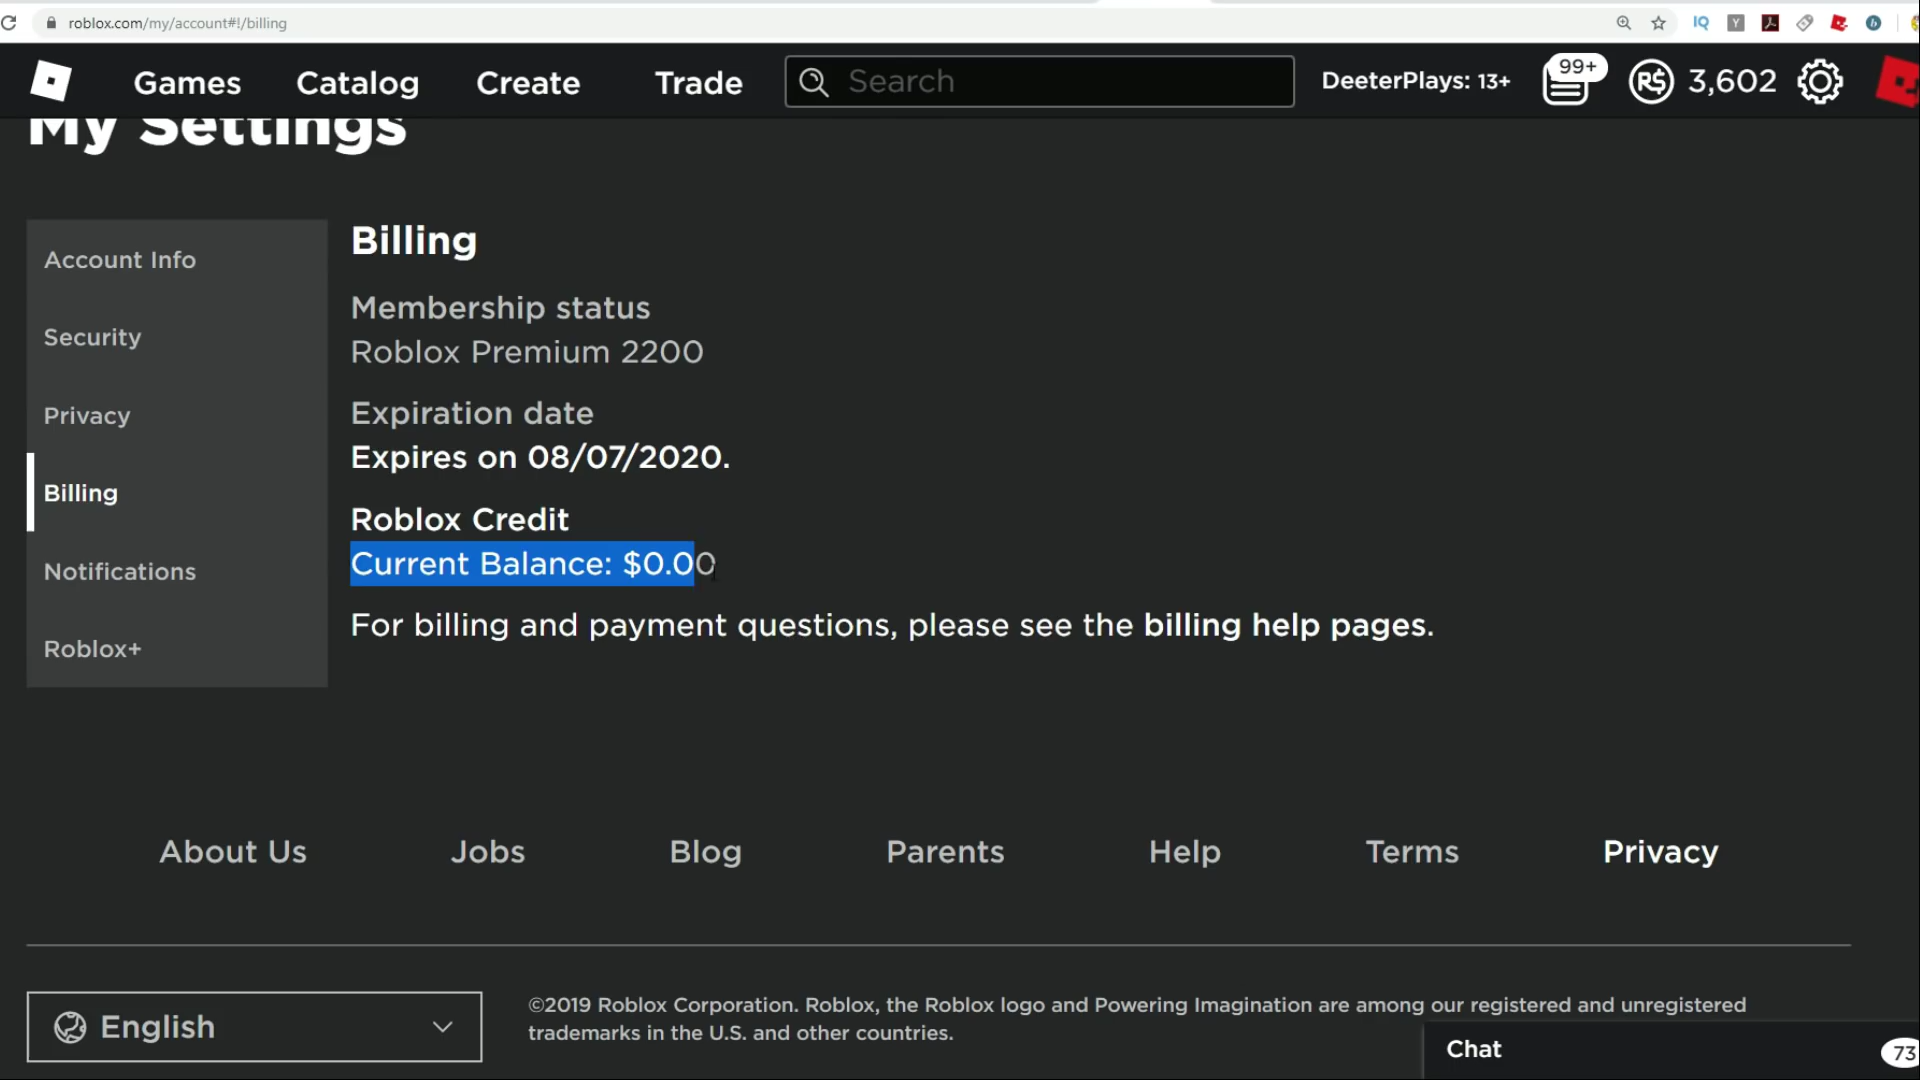 roblox.com/my/account#!/billing
IQ
Y
b
Games
Catalog
Create
Trade
Search
DeeterPlays: 13+
99+
R$
3,602
My Settings
Account Info
Security
Privacy
Billing
Notifications
Roblox+
Billing
Membership status
Roblox Premium 2200
Expiration date
Expires on 08/07/2020.
Roblox Credit
Current Balance: $0.00
For billing and payment questions, please see the billing help pages.
About Us
Jobs
Blog
Parents
Help
Terms
Privacy
English
©2019 Roblox Corporation. Roblox, the Roblox logo and Powering Imagination are among our registered and unregistered
trademarks in the U.S. and other countries.
Chat
73